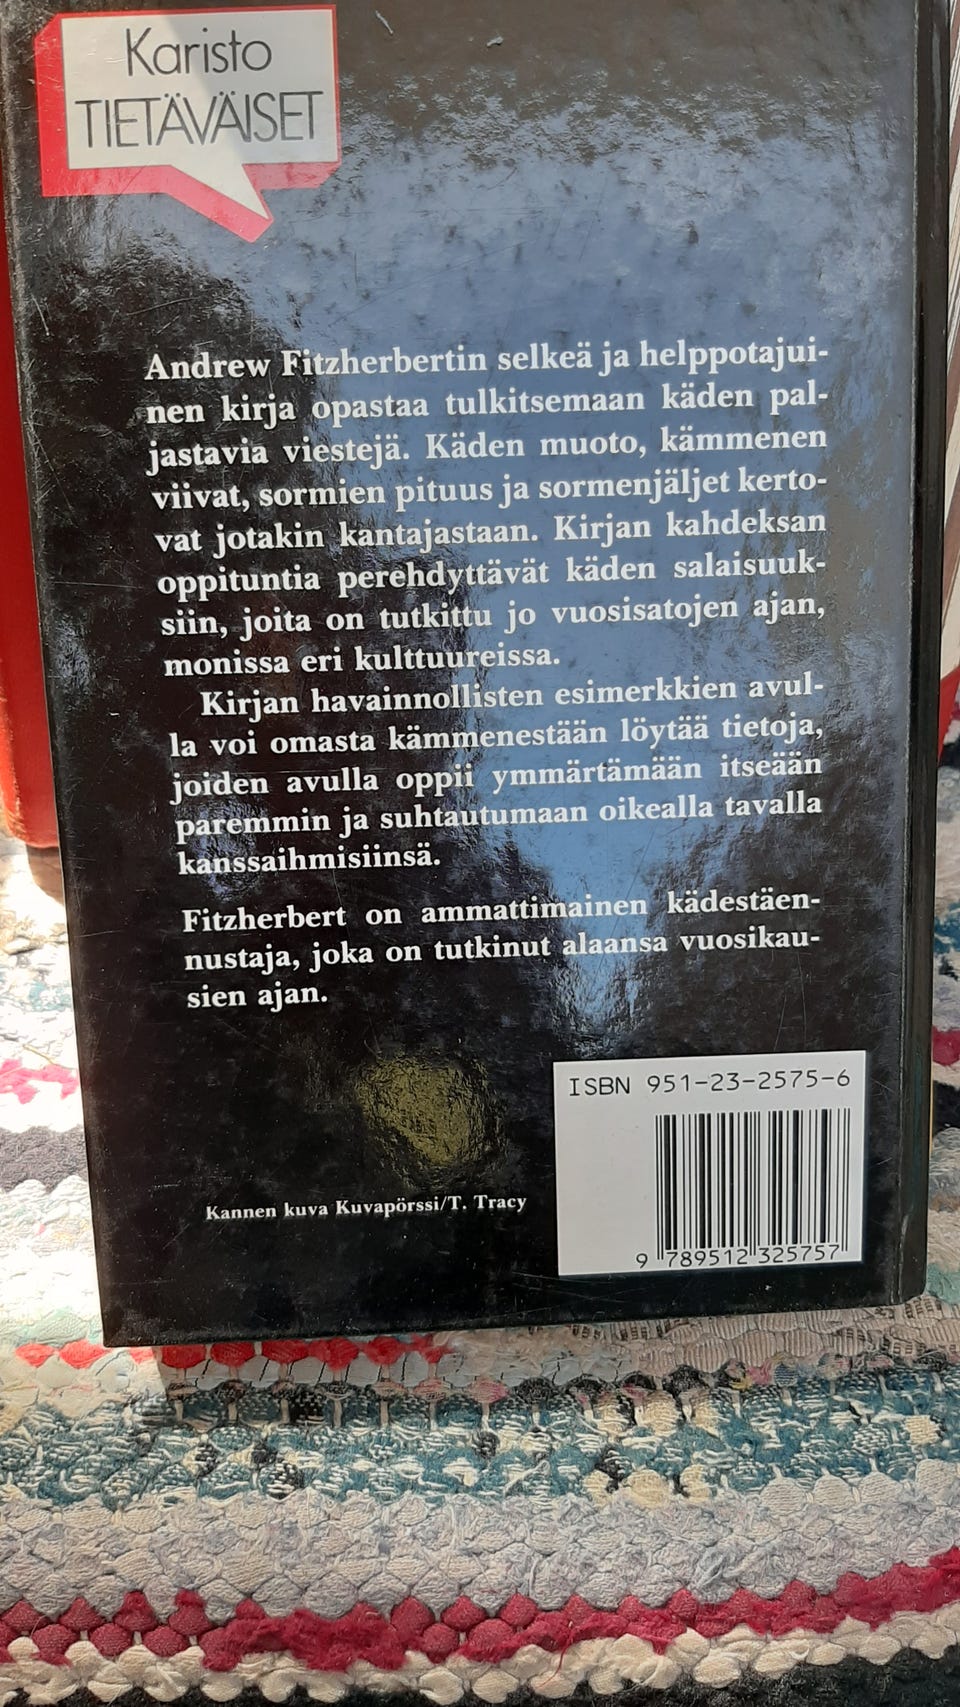 Karisto
TIETÄVÄISET
Andrew Fitzherbertin selkeä ja helppotajui-
nen kirja opastaa tulkitsemaan käden pal-
jastavia viestejä. Käden muoto, kämmenen
viivat, sormien pituus ja sormenjäljet kerto-
vat jotakin kantajastaan. Kirjan kahdeksan
oppituntia perehdyttävät käden salaisuuk-
siin, joita on tutkittu jo vuosisatojen ajan,
monissa eri kulttuureissa.
Kirjan havainnollisten esimerkkien avul-
la voi omasta kämmenestään löytää tietoja,
joiden avulla oppii ymmärtämään itseään
paremmin ja suhtautumaan oikealla tavalla
kanssaihmisiinsä.
Fitzherbert on ammattimainen kädestäen-
nustaja, joka on tutkinut alaansa vuosikau-
sien ajan.
ISBN 951-23-2575-6
Kannen kuva Kuvapörssi/T. Tracy
9 789512 325757